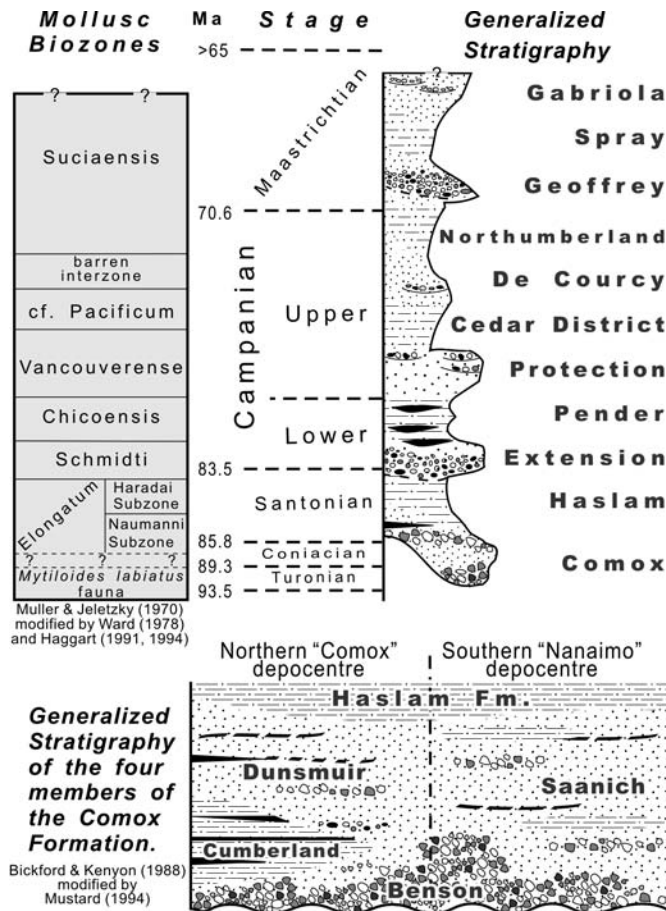 Mollusc
Biozones
Ma
Stage
Generalized
Stratigraphy
>65
? ?
Suciaensis
barren
interzone
cf. Pacificum
Vancouverense
Chicoensis
Schmidti
Elongatum
Haradai
Subzone
Naumanni
Subzone
? ? ?
Mytiloides labiatus
fauna
Muller & Jeletzky (1970)
modified by Ward (1978)
and Haggart (1991, 1994)
70.6
83.5
85.8
89.3
93.5
Maastrichtian
Campanian
Upper
Lower
Santonian
Coniacian
Turonian
?
Gabriola
Spray
Geoffrey
Northumberland
De Courcy
Cedar District
Protection
Pender
Extension
Haslam
Comox
Generalized
Stratigraphy
of the four
members of
the Comox
Formation.
Bickford & Kenyon (1988)
modified by
Mustard (1994)
Northern “Comox”
depocentre
Southern “Nanaimo”
depocentre
Haslam Fm.
Dunsmuir
Saanich
Cumberland
Benson